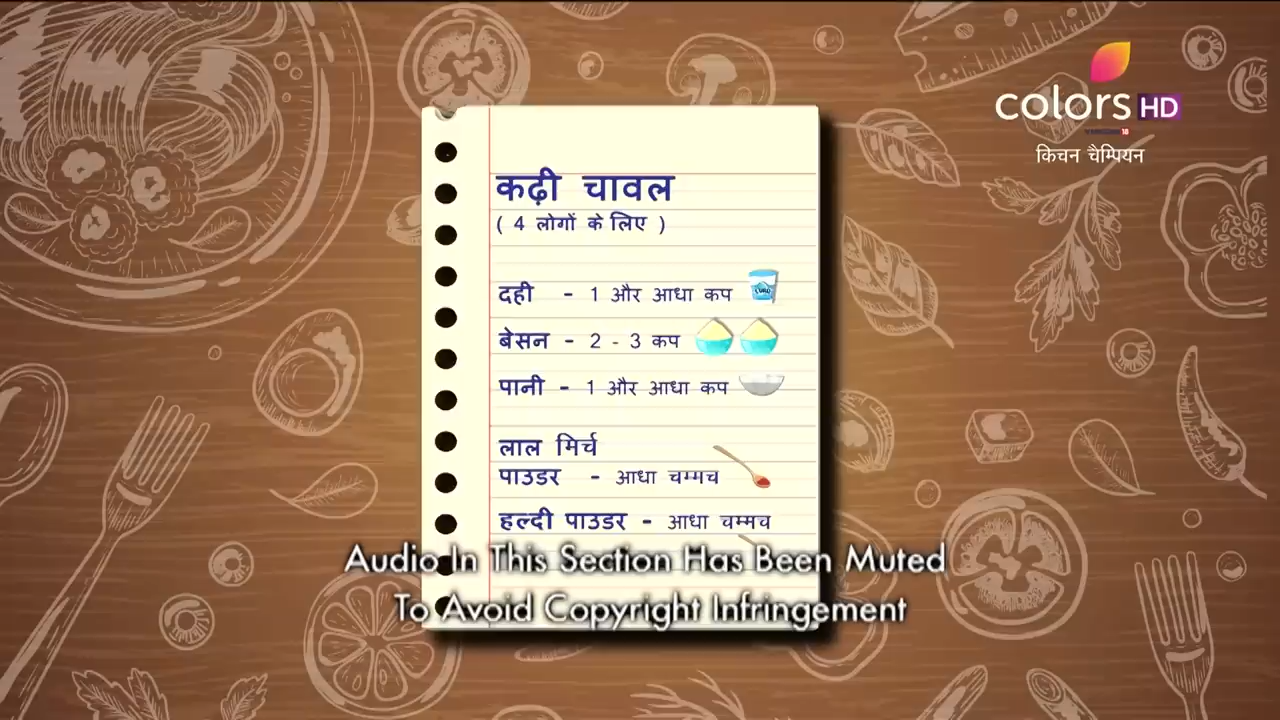 colors HD
किचन चैम्पियन
कढ़ी चावल
( 4 लोगों के लिए )
दही - 1 और आधा कप
बेसन - 2 - 3 कप
पानी - 1 और आधा कप
लाल मिर्च
पाउडर - आधा चम्मच
हल्दी पाउडर - आधा चम्मच
Audio In This Section Has Been Muted
To Avoid Copyright Infringement